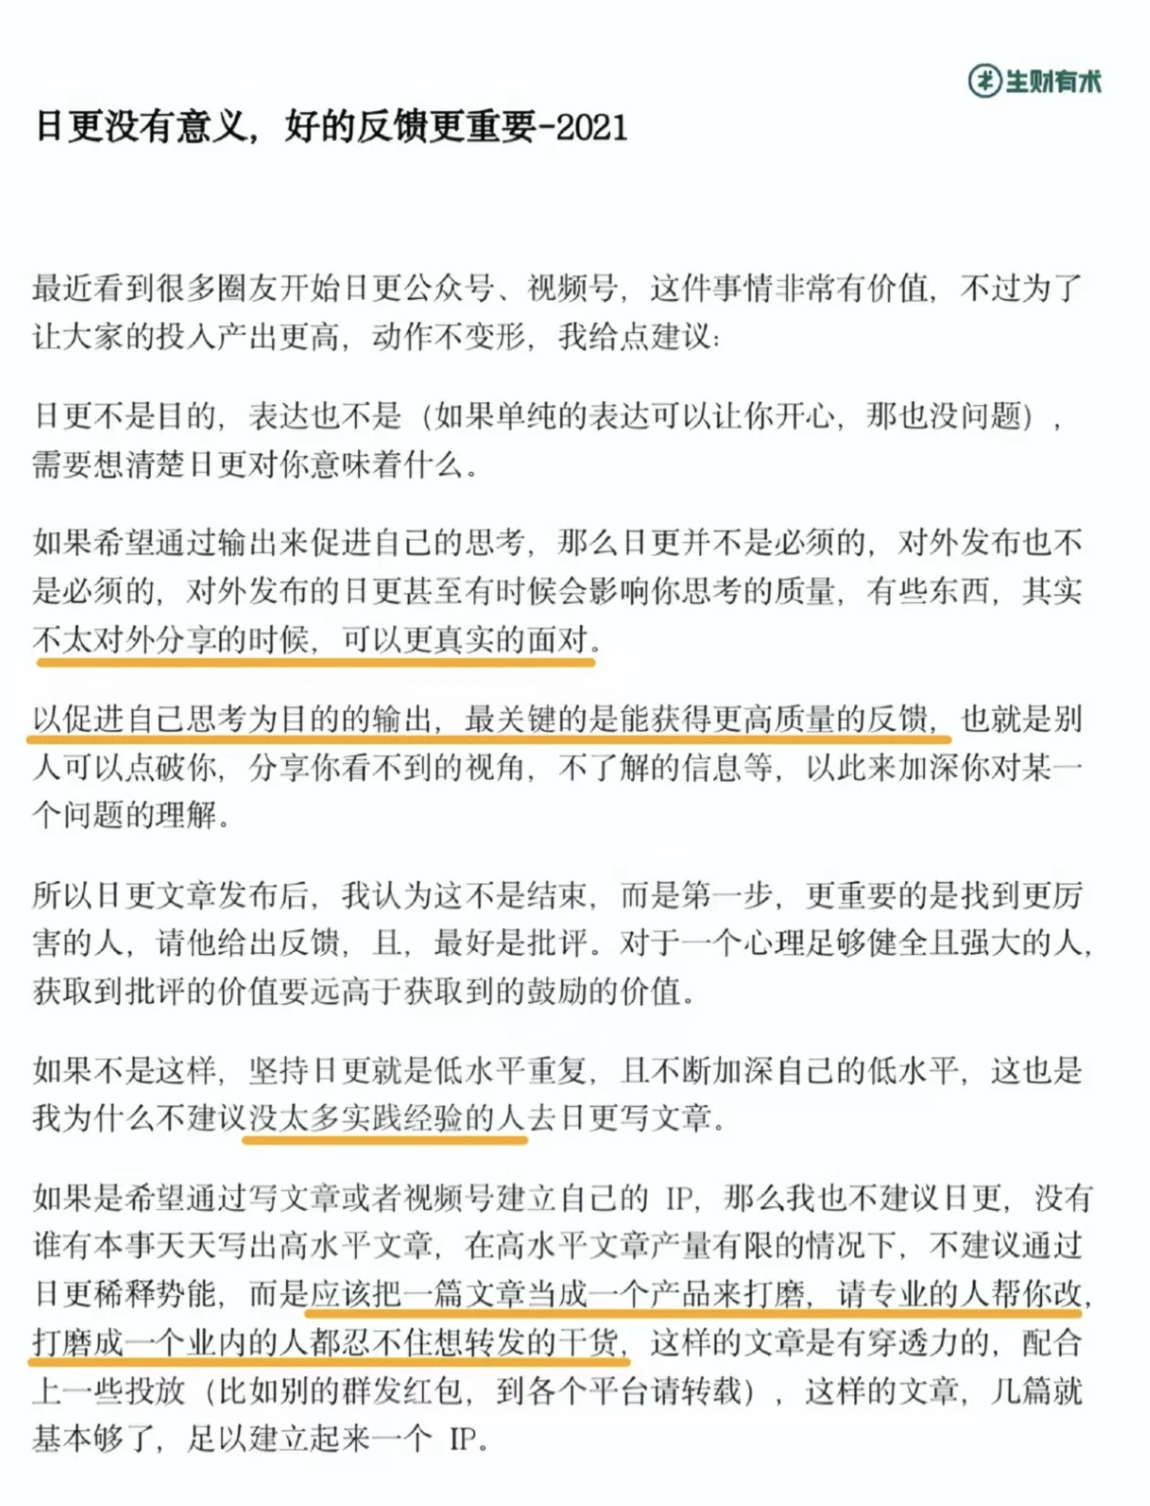 生财有术
日更没有意义，好的反馈更重要-2021
最近看到很多圈友开始日更公众号、视频号，这件事情非常有价值，不过为了
让大家的投入产出更高，动作不变形，我给点建议：
日更不是目的，表达也不是（如果单纯的表达可以让你开心，那也没问题），
需要想清楚日更对你意味着什么。
如果希望通过输出来促进自己的思考，那么日更并不是必须的，对外发布也不
是必须的，对外发布的日更甚至有时候会影响你思考的质量，有些东西，其实
不太对外分享的时候，可以更真实的面对。
以促进自己思考为目的的输出，最关键的是能获得更高质量的反馈，也就是别
人可以点破你，分享你看不到的视角，不了解的信息等，以此来加深你对某一
个问题的理解。
所以日更文章发布后，我认为这不是结束，而是第一步，更重要的是找到更厉
害的人，请他给出反馈，且，最好是批评。对于一个心理足够健全且强大的人，
获取到批评的价值要远高于获取到的鼓励的价值。
如果不是这样，坚持日更就是低水平重复，且不断加深自己的低水平，这也是
我为什么不建议没太多实践经验的人去日更写文章。
如果是希望通过写文章或者视频号建立自己的 IP，那么我也不建议日更，没有
谁有本事天天写出高水平文章，在高水平文章产量有限的情况下，不建议通过
日更稀释势能，而是应该把一篇文章当成一个产品来打磨，请专业的人帮你改，
打磨成一个业内的人都忍不住想转发的干货，这样的文章是有穿透力的，配合
上一些投放（比如别的群发红包，到各个平台请转载），这样的文章，几篇就
基本够了，足以建立起来一个 IP。